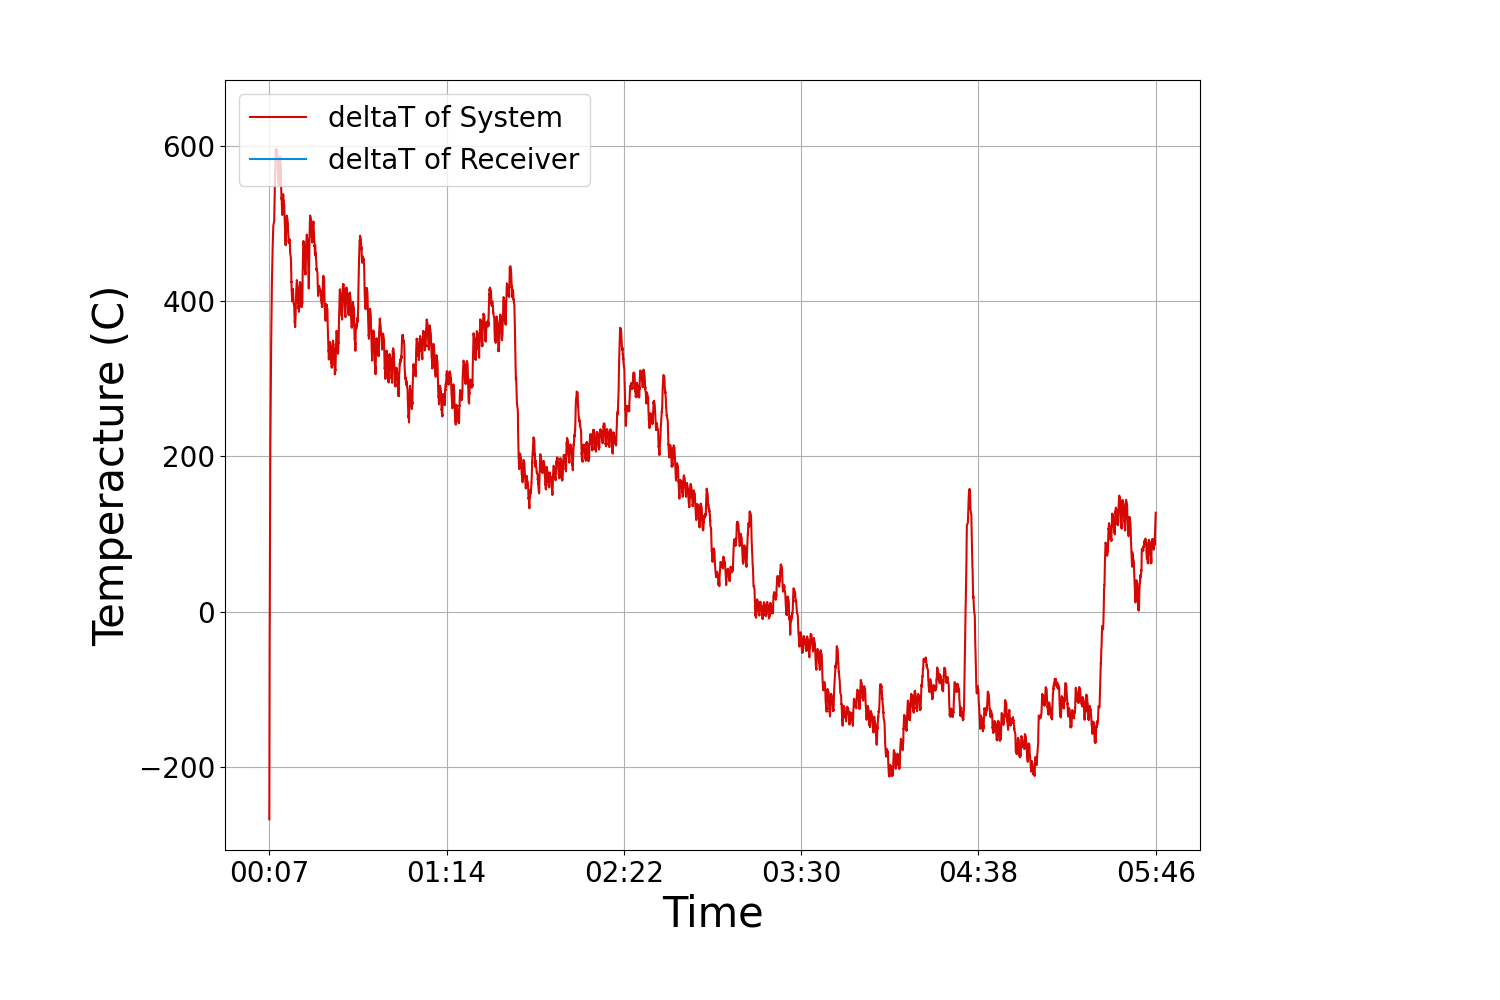 deltaT of System
deltaT of Receiver
600
400
200
0
−200
Temperacture (C)
00:07 01:14 02:22 03:30 04:38 05:46
Time